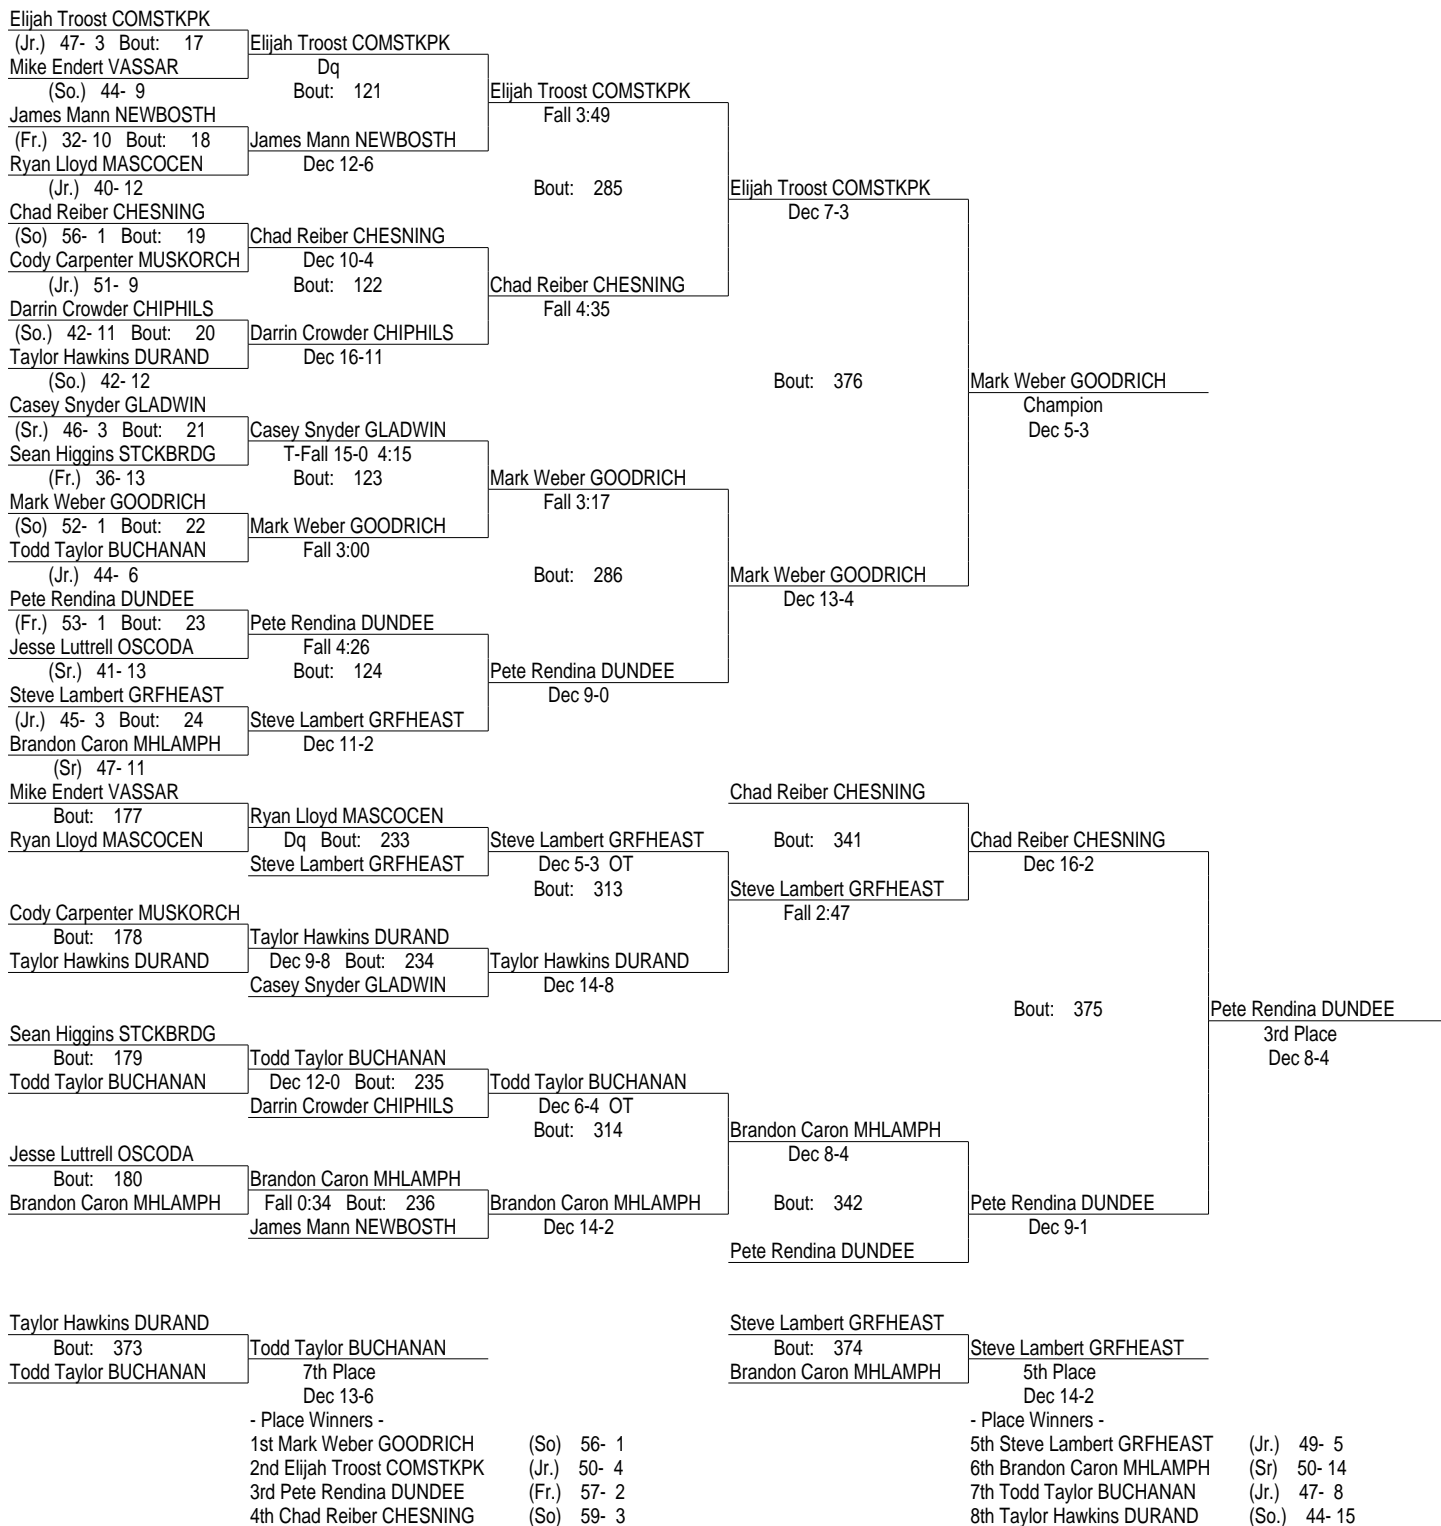 Elijah Troost COMSTKPK
(Jr.) 47- 3 Bout: 17 Elijah Troost COMSTKPK
Mike Endert VASSAR Dq
(So.) 44- 9 Bout: 121 Elijah Troost COMSTKPK
James Mann NEWBOSTH Fall 3:49
(Fr.) 32- 10 Bout: 18 James Mann NEWBOSTH
Ryan Lloyd MASCOCEN Dec 12-6
(Jr.) 40- 12 Bout: 285 Elijah Troost COMSTKPK
Chad Reiber CHESNING Dec 7-3
(So) 56- 1 Bout: 19 Chad Reiber CHESNING
Cody Carpenter MUSKORCH Dec 10-4
(Jr.) 51- 9 Bout: 122 Chad Reiber CHESNING
Darrin Crowder CHIPHILS Fall 4:35
(So.) 42- 11 Bout: 20 Darrin Crowder CHIPHILS
Taylor Hawkins DURAND Dec 16-11
(So.) 42- 12 Bout: 376 Mark Weber GOODRICH
Casey Snyder GLADWIN Champion
(Sr.) 46- 3 Bout: 21 Casey Snyder GLADWIN Dec 5-3
Sean Higgins STCKBRDG T-Fall 15-0 4:15
(Fr.) 36- 13 Bout: 123 Mark Weber GOODRICH
Mark Weber GOODRICH Fall 3:17
(So) 52- 1 Bout: 22 Mark Weber GOODRICH
Todd Taylor BUCHANAN Fall 3:00
(Jr.) 44- 6 Bout: 286 Mark Weber GOODRICH
Pete Rendina DUNDEE Dec 13-4
(Fr.) 53- 1 Bout: 23 Pete Rendina DUNDEE
Jesse Luttrell OSCODA Fall 4:26
(Sr.) 41- 13 Bout: 124 Pete Rendina DUNDEE
Steve Lambert GRFHEAST Dec 9-0
(Jr.) 45- 3 Bout: 24 Steve Lambert GRFHEAST
Brandon Caron MHLAMPH Dec 11-2
(Sr) 47- 11
Mike Endert VASSAR Chad Reiber CHESNING
Bout: 177 Ryan Lloyd MASCOCEN
Ryan Lloyd MASCOCEN Dq Bout: 233 Steve Lambert GRFHEAST Bout: 341 Chad Reiber CHESNING
Steve Lambert GRFHEAST Dec 5-3 OT Dec 16-2
Bout: 313 Steve Lambert GRFHEAST
Cody Carpenter MUSKORCH Fall 2:47
Bout: 178 Taylor Hawkins DURAND
Taylor Hawkins DURAND Dec 9-8 Bout: 234 Taylor Hawkins DURAND
Casey Snyder GLADWIN Dec 14-8
Bout: 375 Pete Rendina DUNDEE
Sean Higgins STCKBRDG 3rd Place
Bout: 179 Todd Taylor BUCHANAN Dec 8-4
Todd Taylor BUCHANAN Dec 12-0 Bout: 235 Todd Taylor BUCHANAN
Darrin Crowder CHIPHILS Dec 6-4 OT
Bout: 314 Brandon Caron MHLAMPH
Jesse Luttrell OSCODA Dec 8-4
Bout: 180 Brandon Caron MHLAMPH
Brandon Caron MHLAMPH Fall 0:34 Bout: 236 Brandon Caron MHLAMPH Bout: 342 Pete Rendina DUNDEE
James Mann NEWBOSTH Dec 14-2 Dec 9-1
Pete Rendina DUNDEE
Taylor Hawkins DURAND Steve Lambert GRFHEAST
Bout: 373 Todd Taylor BUCHANAN Bout: 374 Steve Lambert GRFHEAST
Todd Taylor BUCHANAN 7th Place Brandon Caron MHLAMPH 5th Place
Dec 13-6 Dec 14-2
- Place Winners - - Place Winners -
1st Mark Weber GOODRICH (So) 56- 1 5th Steve Lambert GRFHEAST (Jr.) 49- 5
2nd Elijah Troost COMSTKPK (Jr.) 50- 4 6th Brandon Caron MHLAMPH (Sr) 50- 14
3rd Pete Rendina DUNDEE (Fr.) 57- 2 7th Todd Taylor BUCHANAN (Jr.) 47- 8
4th Chad Reiber CHESNING (So) 59- 3 8th Taylor Hawkins DURAND (So.) 44- 15